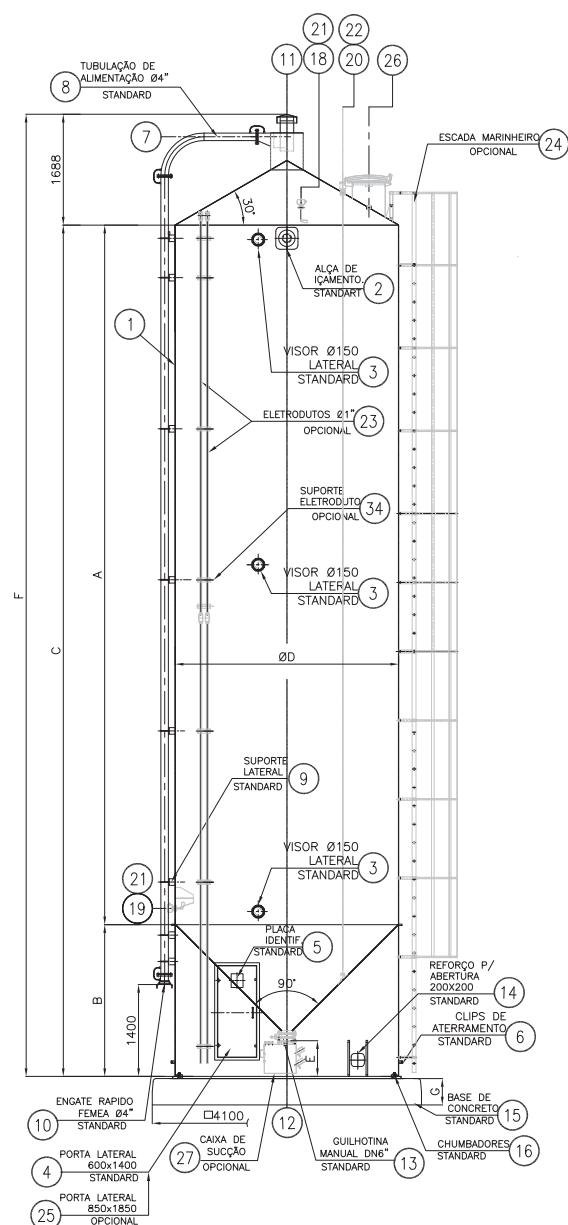 21
22
11
18
20
26
8
TUBULAÇÃO DE
ALIMENTAÇÃO Ø4"
STANDARD
7
ESCADA MARINHEIRO
OPCIONAL
24
1688
30°
ALÇA DE
IÇAMENTO.
STANDART
2
1
VISOR Ø150
LATERAL
STANDARD
3
ELETRODUTOS Ø1"
OPCIONAL
23
SUPORTE
ELETRODUTO
OPCIONAL
34
F
C
A
VISOR Ø150
LATERAL
STANDARD
3
ØD
SUPORTE
LATERAL
STANDARD
9
VISOR Ø150
LATERAL
STANDARD
3
21
19
PLACA
IDENTIF.
STANDARD
5
90°
B
1400
REFORÇO P/
ABERTURA
200X200
STANDARD
14
CLIPS DE
ATERRAMENTO
STANDARD
6
E
G
ENGATE RAPIDO
FEMEA Ø4"
STANDARD
10
□4100
12
BASE DE
CONCRETO
STANDARD
15
CAIXA DE
SUCÇÃO
OPCIONAL
27
GUILHOTINA
MANUAL DN6"
STANDARD
13
CHUMBADORES
STANDARD
16
4
PORTA LATERAL
600x1400
STANDARD
25
PORTA LATERAL
850x1850
OPCIONAL